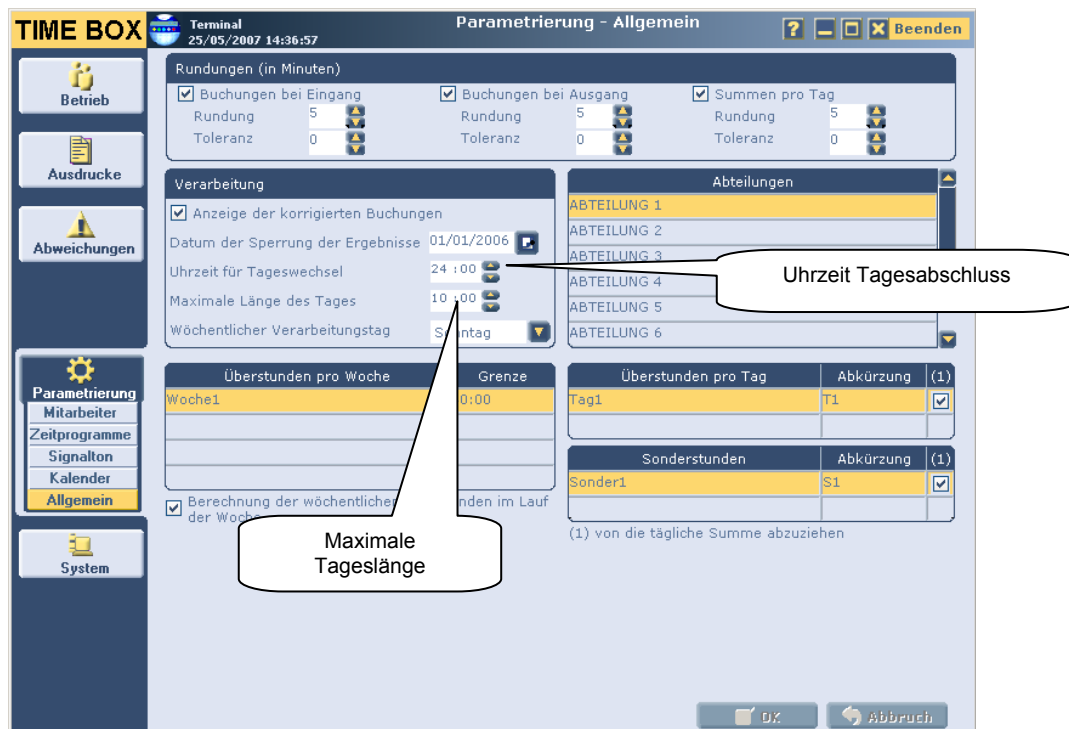 TIME BOX
Terminal
25/05/2007 14:36:57
Parametrierung - Allgemein
?
Beenden
Betrieb
Ausdrucke
Abweichungen
Parametrierung
Mitarbeiter
Zeitprogramme
Signalton
Kalender
Allgemein
System
Rundungen (in Minuten)
Buchungen bei Eingang
Rundung 5
Toleranz 0
Buchungen bei Ausgang
Rundung 5
Toleranz 0
Summen pro Tag
Rundung 5
Toleranz 0
Verarbeitung
Anzeige der korrigierten Buchungen
Datum der Sperrung der Ergebnisse 01/01/2006
Uhrzeit für Tageswechsel 24 :00
Maximale Länge des Tages 10 :00
Wöchentlicher Verarbeitungstag
Abteilungen
ABTEILUNG 1
ABTEILUNG 2
ABTEILUNG 3
ABTEILUNG 4
ABTEILUNG 5
ABTEILUNG 6
Uhrzeit Tagesabschluss
Überstunden pro Woche Grenze
Woche1 0:00
Berechnung der wöchentlichen nden im Lauf
der Woche
Maximale
Tageslänge
Überstunden pro Tag Abkürzung (1)
Tag1 T1
Sonderstunden Abkürzung (1)
Sonder1 S1
(1) von die tägliche Summe abzuziehen
OK
Abbruch